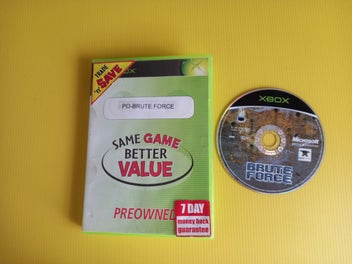 TRADE
'N SAVE
PO-BRUTE FORCE
SAME GAME
BETTER
VALUE
PREOWNED
7 DAY
money back
guarantee
XBOX
Microsoft
BRUTE
FORCE